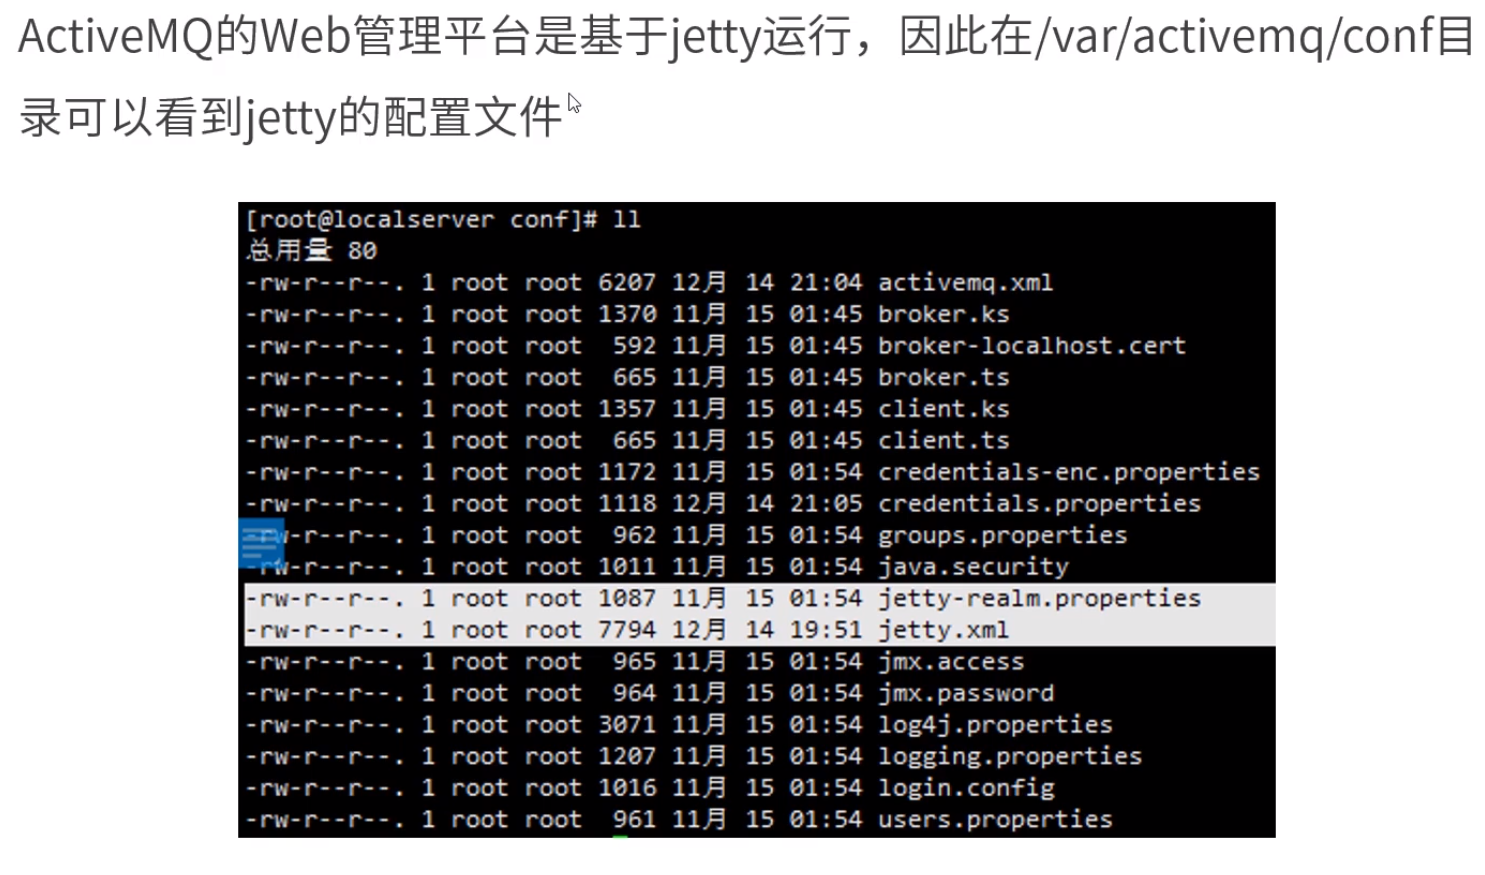 ActiveMQ的Web管理平台是基于jetty运行，因此在/var/activemq/conf目
录可以看到jetty的配置文件
[root@localserver conf]# ll
总用量 80
-rw-r--r--. 1 root root 6207 12月 14 21:04 activemq.xml
-rw-r--r--. 1 root root 1370 11月 15 01:45 broker.ks
-rw-r--r--. 1 root root  592 11月 15 01:45 broker-localhost.cert
-rw-r--r--. 1 root root  665 11月 15 01:45 broker.ts
-rw-r--r--. 1 root root 1357 11月 15 01:45 client.ks
-rw-r--r--. 1 root root  665 11月 15 01:45 client.ts
-rw-r--r--. 1 root root 1172 11月 15 01:54 credentials-enc.properties
-rw-r--r--. 1 root root 1118 12月 14 21:05 credentials.properties
-rw-r--r--. 1 root root  962 11月 15 01:54 groups.properties
-rw-r--r--. 1 root root 1011 11月 15 01:54 java.security
-rw-r--r--. 1 root root 1087 11月 15 01:54 jetty-realm.properties
-rw-r--r--. 1 root root 7794 12月 14 19:51 jetty.xml
-rw-r--r--. 1 root root  965 11月 15 01:54 jmx.access
-rw-r--r--. 1 root root  964 11月 15 01:54 jmx.password
-rw-r--r--. 1 root root 3071 11月 15 01:54 log4j.properties
-rw-r--r--. 1 root root 1207 11月 15 01:54 logging.properties
-rw-r--r--. 1 root root 1016 11月 15 01:54 login.config
-rw-r--r--. 1 root root  961 11月 15 01:54 users.properties